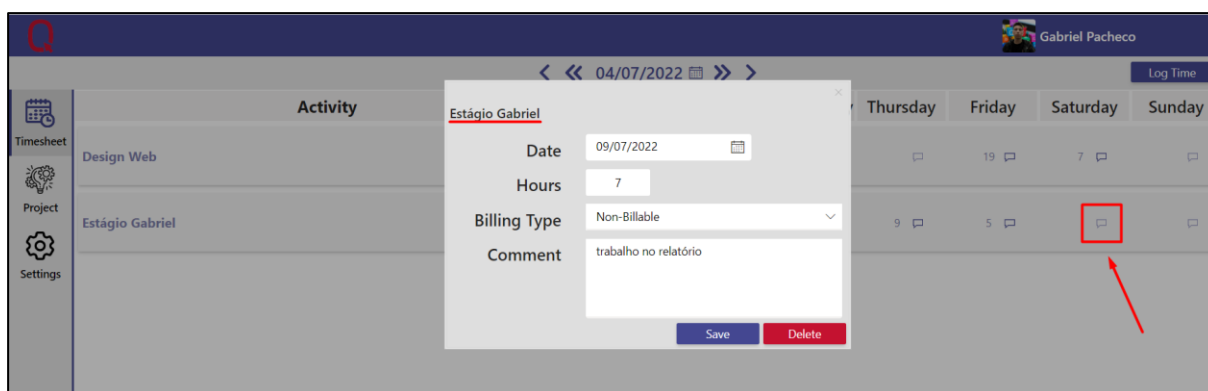 Q
Gabriel Pacheco
04/07/2022
Log Time
Activity
Thursday
Friday
Saturday
Sunday
Timesheet
Project
Settings
Design Web
19
7
Estágio Gabriel
9
5
Estágio Gabriel
Date
09/07/2022
Hours
7
Billing Type
Non-Billable
Comment
trabalho no relatório
Save
Delete